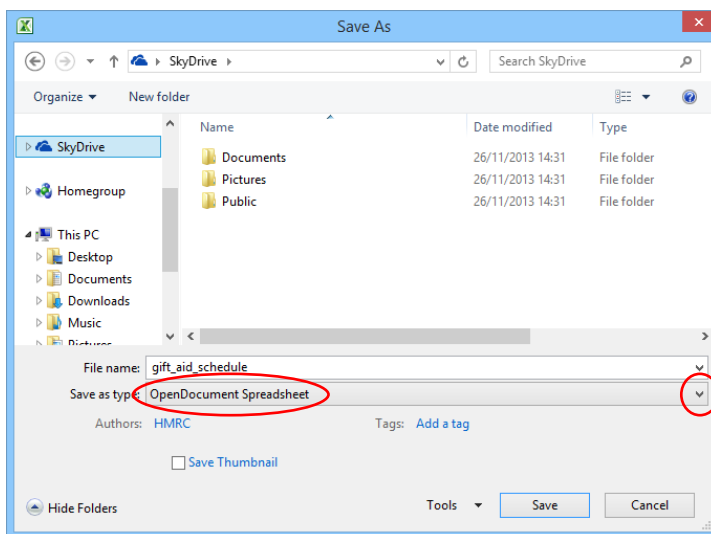 Save As
SkyDrive
Search SkyDrive
Organize New folder
Name Date modified Type
SkyDrive
Documents 26/11/2013 14:31 File folder
Homegroup
Pictures 26/11/2013 14:31 File folder
Public 26/11/2013 14:31 File folder
This PC
Desktop
Documents
Downloads
Music
Pictures
File name: gift_aid_schedule
Save as type: OpenDocument Spreadsheet
Authors: HMRC Tags: Add a tag
Save Thumbnail
Hide Folders Tools Save Cancel